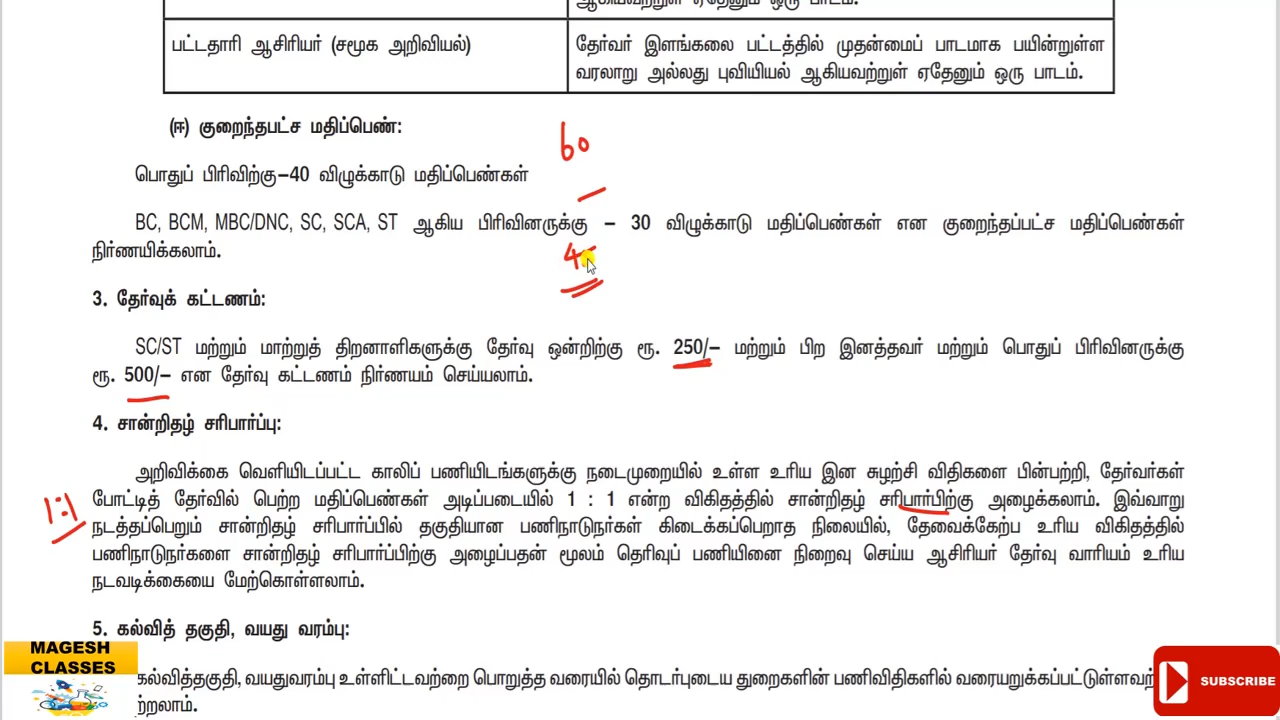 ஆகியவற்றுள் ஏதேனும் ஒரு பாடம்.
பட்டதாரி ஆசிரியர் (சமூக அறிவியல்)
தேர்வர் இளங்கலை பட்டத்தில் முதன்மைப் பாடமாக பயின்றுள்ள
வரலாறு அல்லது புவியியல் ஆகியவற்றுள் ஏதேனும் ஒரு பாடம்.
(ஈ) குறைந்தபட்ச மதிப்பெண்:
60
பொதுப் பிரிவிற்கு-40 விழுக்காடு மதிப்பெண்கள்
BC, BCM, MBC/DNC, SC, SCA, ST ஆகிய பிரிவினருக்கு - 30 விழுக்காடு மதிப்பெண்கள் என குறைந்தப்பட்ச மதிப்பெண்கள்
நிர்ணயிக்கலாம்.
3. தேர்வுக் கட்டணம்:
SC/ST மற்றும் மாற்றுத் திறனாளிகளுக்கு தேர்வு ஒன்றிற்கு ரூ. 250/- மற்றும் பிற இனத்தவர் மற்றும் பொதுப் பிரிவினருக்கு
ரூ. 500/- என தேர்வு கட்டணம் நிர்ணயம் செய்யலாம்.
4. சான்றிதழ் சரிபார்ப்பு:
அறிவிக்கை வெளியிடப்பட்ட காலிப் பணியிடங்களுக்கு நடைமுறையில் உள்ள உரிய இன சுழற்சி விதிகளை பின்பற்றி, தேர்வர்கள்
1:1
போட்டித் தேர்வில் பெற்ற மதிப்பெண்கள் அடிப்படையில் 1 : 1 என்ற விகிதத்தில் சான்றிதழ் சரிபார்பிற்கு அழைக்கலாம். இவ்வாறு
நடத்தப்பெறும் சான்றிதழ் சரிபார்ப்பில் தகுதியான பணிநாடுநர்கள் கிடைக்கப்பெறாத நிலையில், தேவைக்கேற்ப உரிய விகிதத்தில்
பணிநாடுநர்களை சான்றிதழ் சரிபார்ப்பிற்கு அழைப்பதன் மூலம் தெரிவுப் பணியினை நிறைவு செய்ய ஆசிரியர் தேர்வு வாரியம் உரிய
நடவடிக்கையை மேற்கொள்ளலாம்.
5. கல்வித் தகுதி, வயது வரம்பு:
MAGESH
CLASSES
கல்வித்தகுதி, வயதுவரம்பு உள்ளிட்டவற்றை பொறுத்த வரையில் தொடர்புடைய துறைகளின் பணிவிதிகளில்
SUBSCRIBE